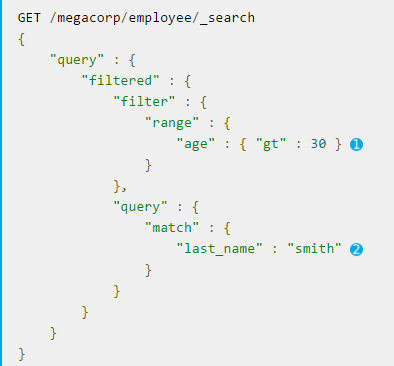 GET /megacorp/employee/_search
{
    "query" : {
        "filtered" : {
            "filter" : {
                "range" : {
                    "age" : { "gt" : 30 } 1
                }
            },
            "query" : {
                "match" : {
                    "last_name" : "smith" 2
                }
            }
        }
    }
}